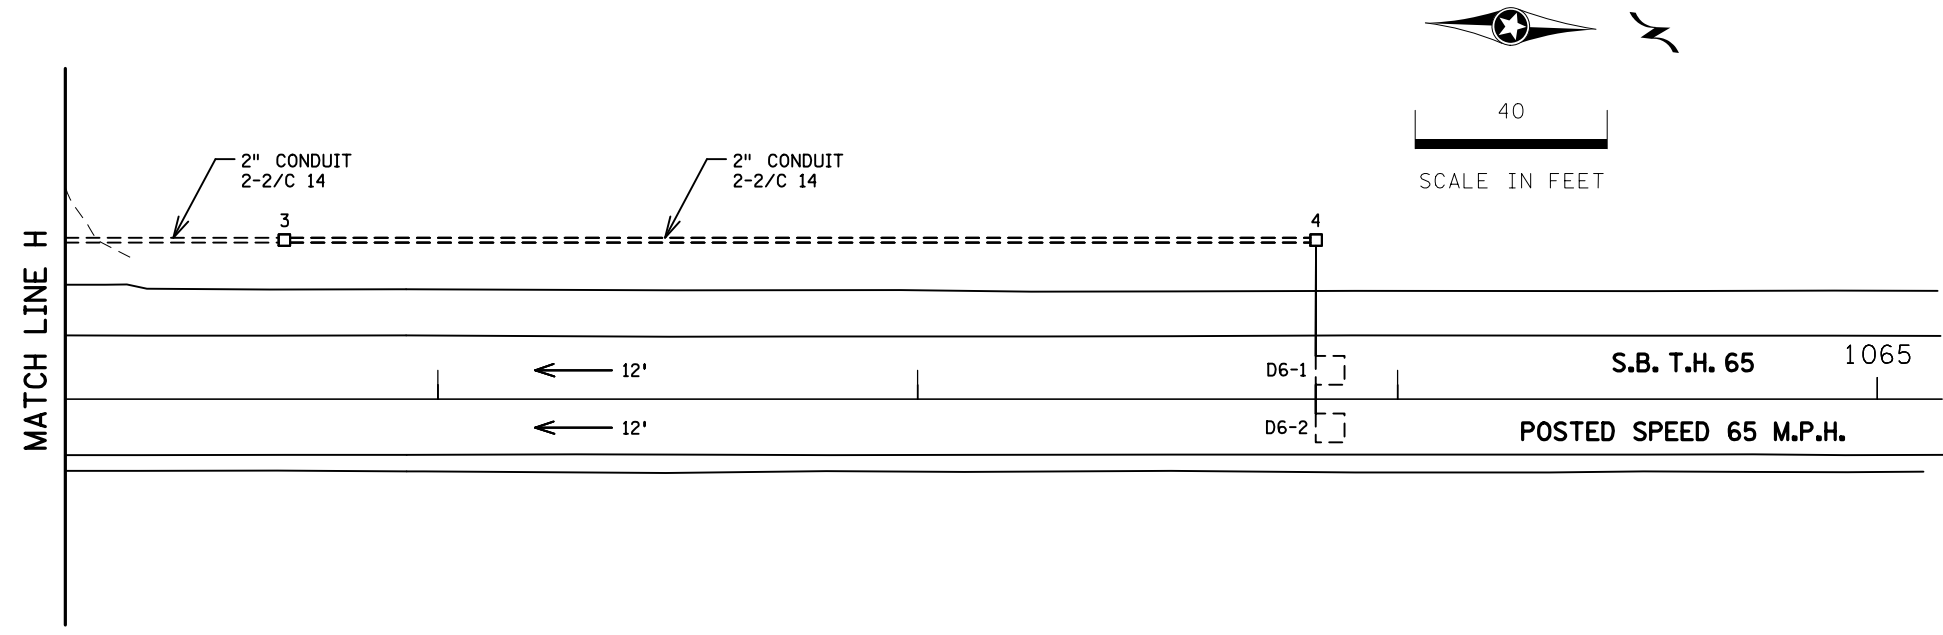 40
SCALE IN FEET
2" CONDUIT
2-2/C 14
2" CONDUIT
2-2/C 14
3
4
MATCH LINE H
12'
D6-1
S.B. T.H. 65
1065
12'
D6-2
POSTED SPEED 65 M.P.H.
N